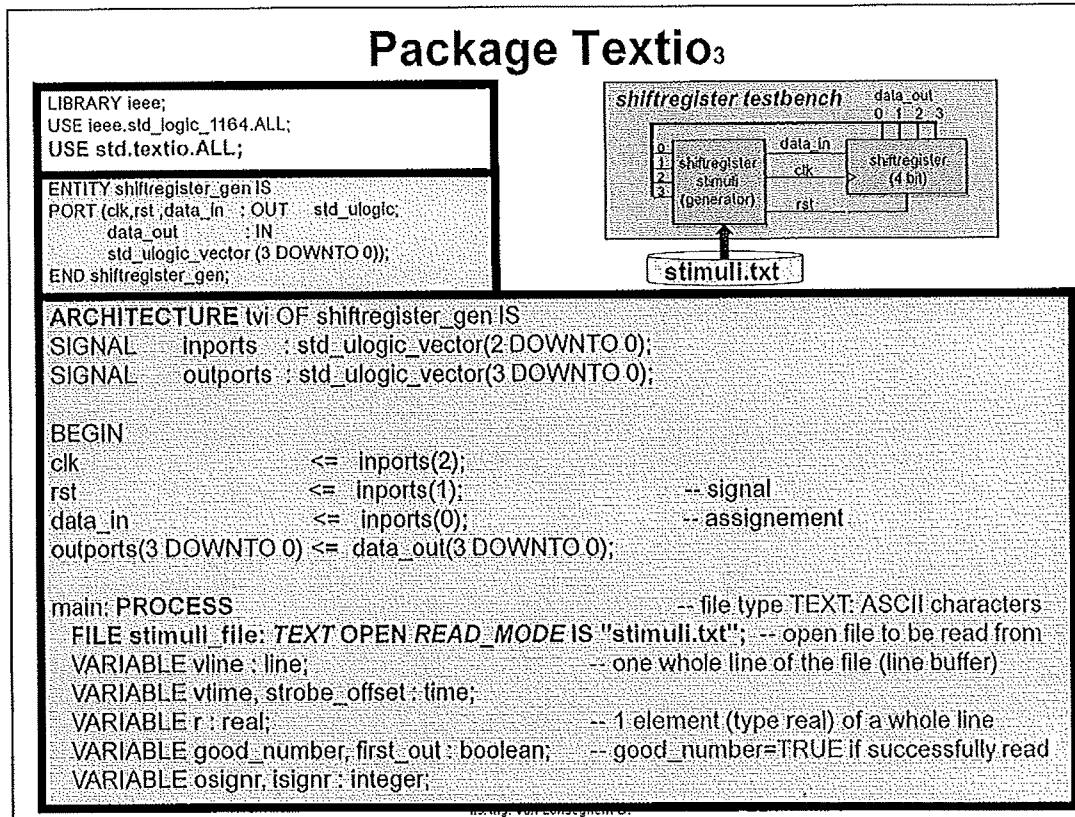 Package Textio3
LIBRARY ieee;
USE ieee.std_logic_1164.ALL;
USE std.textio.ALL;
ENTITY shiftregister_gen IS
PORT (clk,rst ,data_in : OUT std_ulogic;
data_out : IN
std_ulogic_vector (3 DOWNTO 0));
END shiftregister_gen;
shiftregister testbench
data_out
0 1 2 3
0
1
2
3
shiftregister
stimuli
(generator)
data_in
clk
rst
shiftregister
(4 bit)
stimuli.txt
ARCHITECTURE tvi OF shiftregister_gen IS
SIGNAL inports : std_ulogic_vector(2 DOWNTO 0);
SIGNAL outports : std_ulogic_vector(3 DOWNTO 0);
BEGIN
clk <= inports(2);
rst <= inports(1); -- signal
data_in <= inports(0); -- assignement
outports(3 DOWNTO 0) <= data_out(3 DOWNTO 0);
main: PROCESS -- file type TEXT: ASCII characters
FILE stimuli_file: TEXT OPEN READ_MODE IS "stimuli.txt"; -- open file to be read from
VARIABLE vline : line; -- one whole line of the file (line buffer)
VARIABLE vtime, strobe_offset : time;
VARIABLE r : real; -- 1 element (type real) of a whole line
VARIABLE good_number, first_out : boolean; -- good_number=TRUE if successfully read
VARIABLE osignr, isignr : integer;